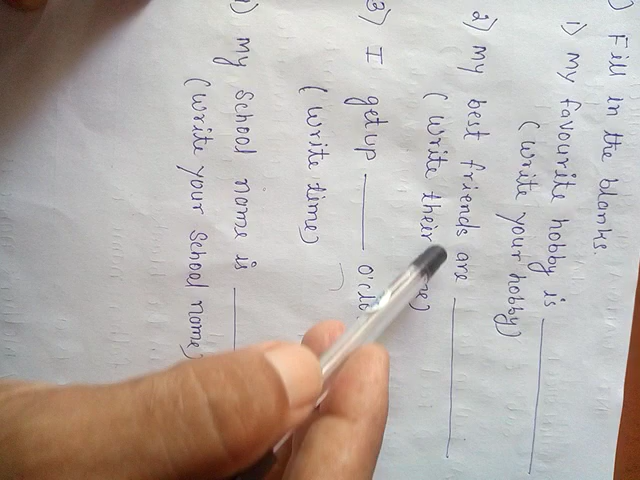 ) Fill in the blanks.
1) My favourite hobby is
(write your hobby)
2) My best friends are
(write their
3) I get up O'clo
(write time)
) My School name is
(Write your School name)